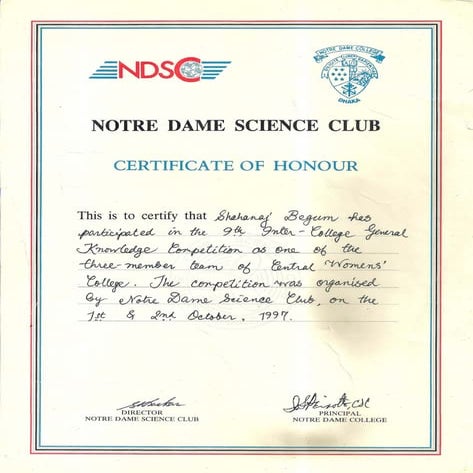 NDSC
NOTRE DAME COLLEGE
DHAKA
NOTRE DAME SCIENCE CLUB
CERTIFICATE OF HONOUR
This is to certify that Shahanaj Begum has
participated in the 9th Inter-College General
Knowledge Competition as one of the
three-member team of Central Womens'
College. The competition was organised
by Notre Dame Science Club, on the
1st & 2nd October, 1997.
DIRECTOR
NOTRE DAME SCIENCE CLUB
PRINCIPAL
NOTRE DAME COLLEGE